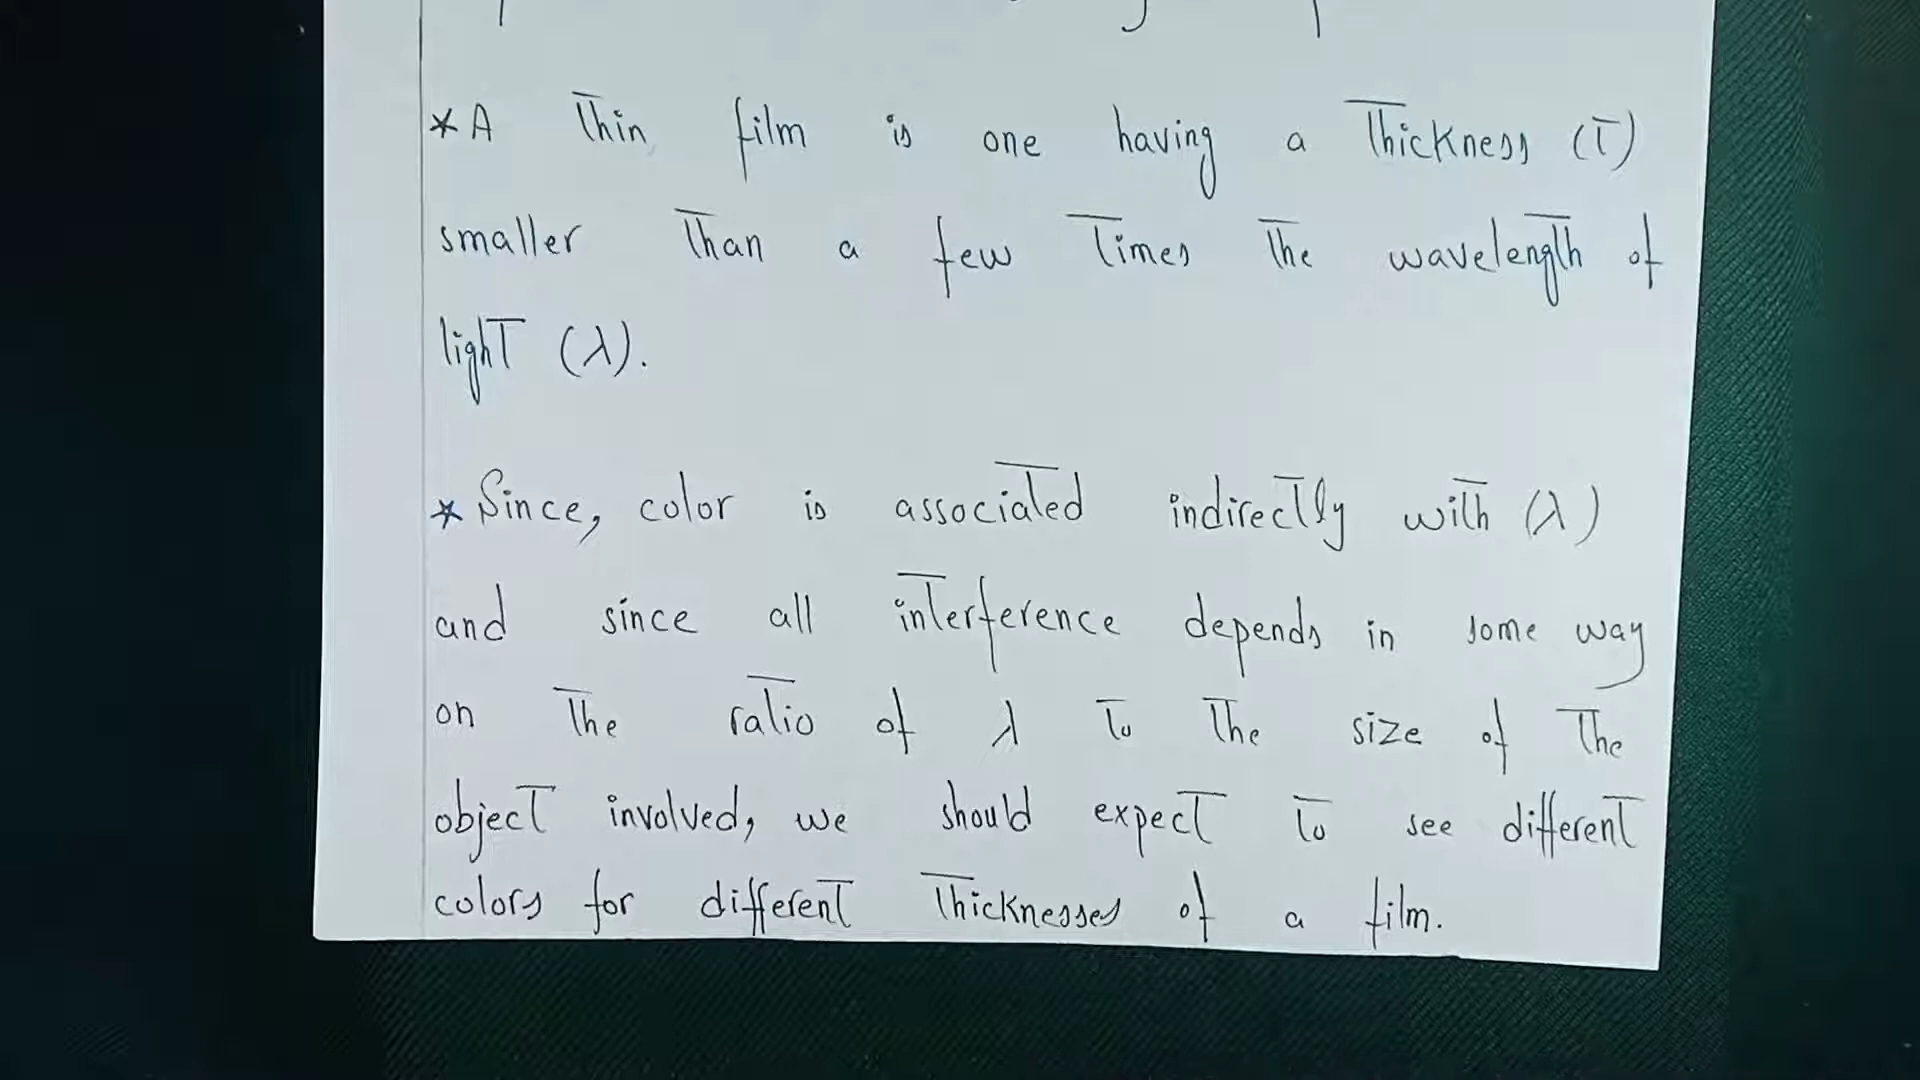 * A thin film is one having a Thickness (T)
smaller than a few Times the wavelength of
light (λ).
* Since, color is associated indirectly with (λ)
and since all interference depends in some way
on the ratio of λ to the size of the
object involved, we should expect to see different
colors for different Thicknesses of a film.